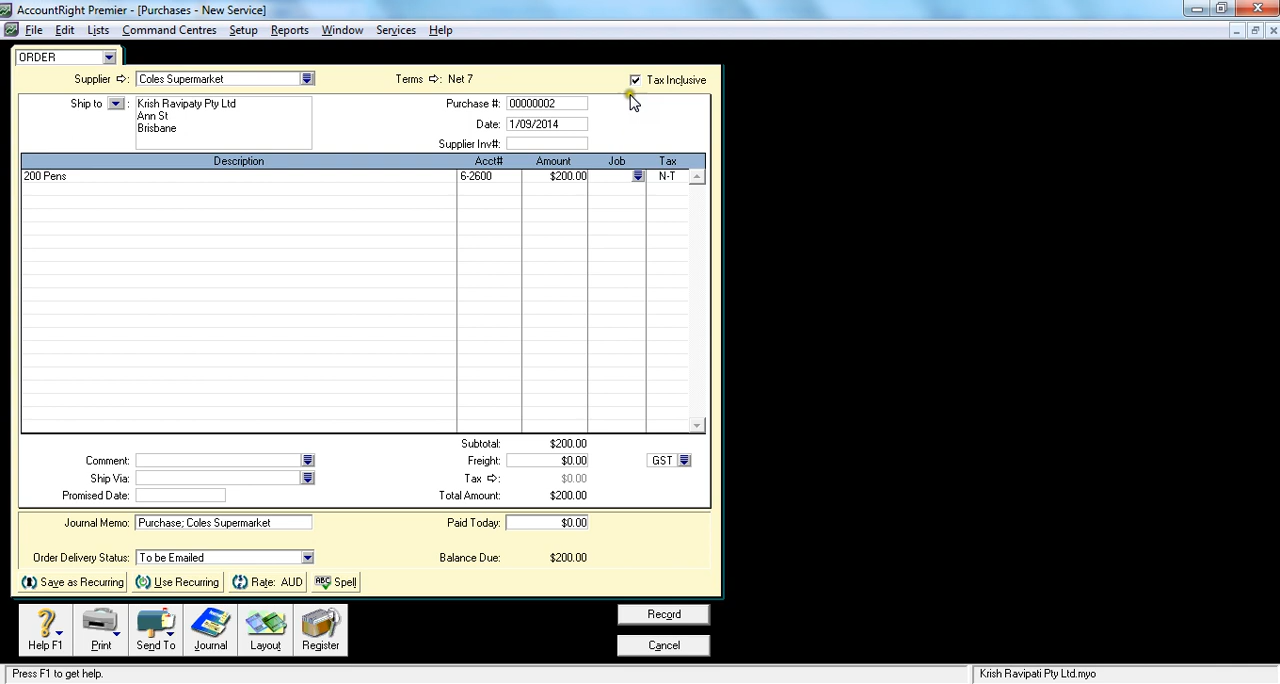 AccountRight Premier - [Purchases - New Service]
File Edit Lists Command Centres Setup Reports Window Services Help
ORDER
Supplier : Coles Supermarket Terms : Net 7 Tax Inclusive
Ship to : Krish Ravipaty Pty Ltd Purchase #: 00000002
Ann St
Brisbane Date: 1/09/2014
Supplier Inv#:
Description Acct# Amount Job Tax
200 Pens 6-2600 $200.00 N-T
Subtotal: $200.00
Comment: Freight: $0.00 GST
Ship Via: Tax : $0.00
Promised Date: Total Amount: $200.00
Journal Memo: Purchase; Coles Supermarket Paid Today: $0.00
Order Delivery Status: To be Emailed Balance Due: $200.00
Save as Recurring Use Recurring Rate: AUD ABC Spell
Record
Help F1 Print Send To Journal Layout Register Cancel
Press F1 to get help. Krish Ravipati Pty Ltd.myo